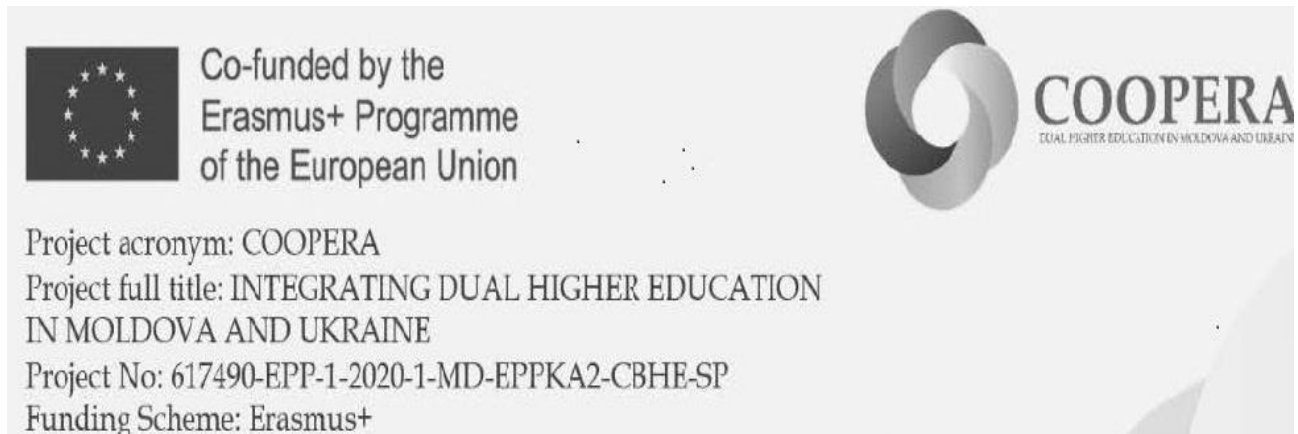 Co-funded by the
Erasmus+ Programme
of the European Union
COOPERA
DUAL HIGHER EDUCATION IN MOLDOVA AND UKRAINE
Project acronym: COOPERA
Project full title: INTEGRATING DUAL HIGHER EDUCATION
IN MOLDOVA AND UKRAINE
Project No: 617490-EPP-1-2020-1-MD-EPPKA2-CBHE-SP
Funding Scheme: Erasmus+